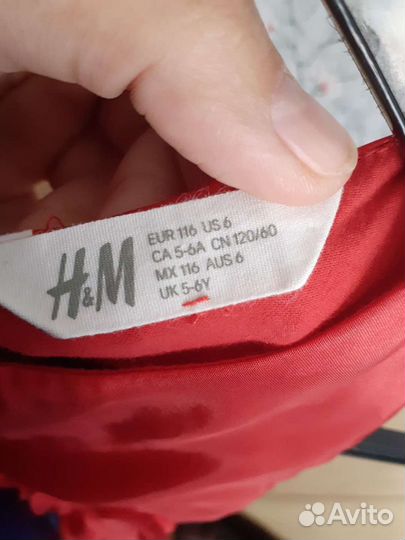 H&M
EUR 116 US 6
CA 5-6A CN 120/60
MX 116 AUS 6
UK 5-6Y
Avito